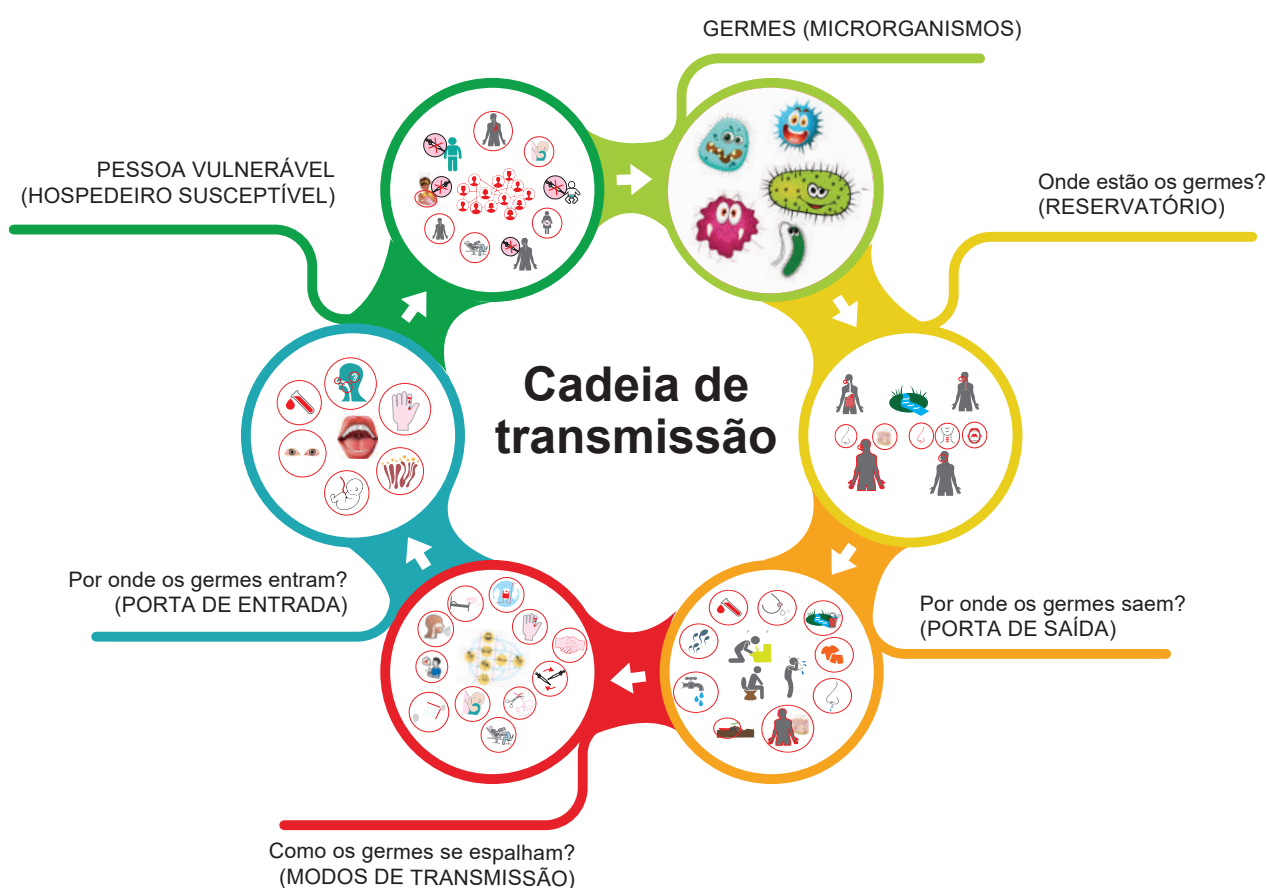 GERMES (MICRORGANISMOS)
PESSOA VULNERÁVEL
(HOSPEDEIRO SUSCEPTÍVEL)
Onde estão os germes?
(RESERVATÓRIO)
Cadeia de
transmissão
Por onde os germes entram?
(PORTA DE ENTRADA)
Por onde os germes saem?
(PORTA DE SAÍDA)
Como os germes se espalham?
(MODOS DE TRANSMISSÃO)